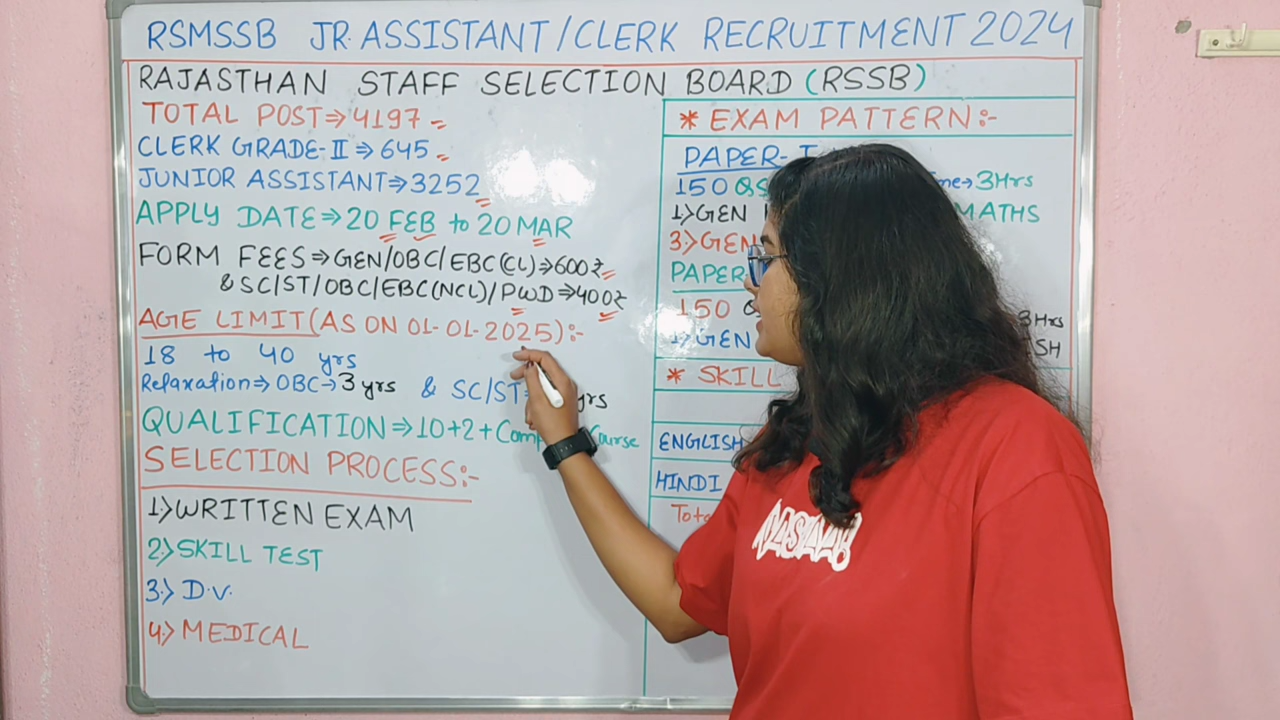 RSMSSB JR. ASSISTANT/CLERK RECRUITMENT 2024
RAJASTHAN STAFF SELECTION BOARD (RSSB)
TOTAL POST⇒4197
CLERK GRADE-II⇒645
JUNIOR ASSISTANT⇒3252
APPLY DATE⇒20 FEB to 20 MAR
FORM FEES⇒GEN/OBC/EBC(CL)⇒600₹
& SC/ST/OBC/EBC(NCL)/PWD⇒400₹
AGE LIMIT(AS ON 01-01-2025):-
18 to 40 yrs
Relaxation⇒OBC→3 yrs & SC/ST⇒ yrs
QUALIFICATION⇒10+2+ Course
SELECTION PROCESS:-
1.>WRITTEN EXAM
2.>SKILL TEST
3.> D.V.
4.> MEDICAL
* EXAM PATTERN:-
PAPER-I
150 →3Hrs
1.>GEN MATHS
3.>GEN
PAPER
150 3Hrs
1.>GEN
* SKILL
ENGLISH
HINDI